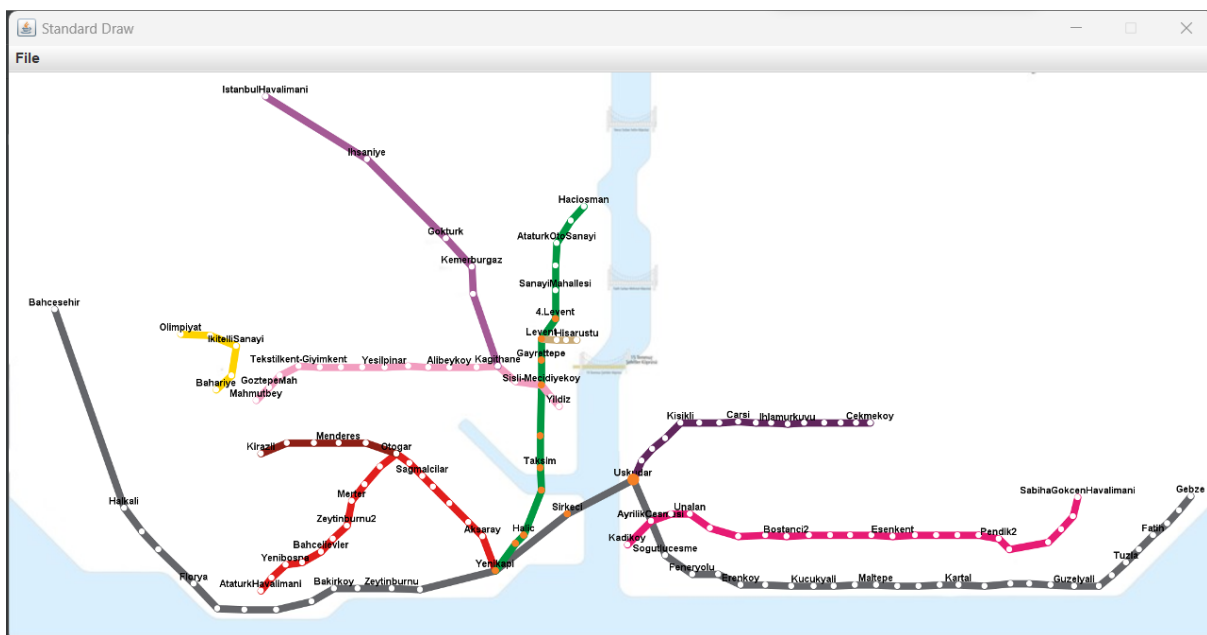 Standard Draw
File
IstanbulHavalimani
Ihsaniye
Haciosman
Gokturk
AtaturkOtoSanayi
Kemerburgaz
SanayiMahallesi
Bahcesehir
4.Levent
Olimpiyat
IkitelliSanayi
Levent
Hisarustu
Gayrettepe
Tekstilkent-Giyimkent
Yesilpinar
Alibeykoy
Kagithane
Bahariye
GoztepeMah
Sisli-Mecidiyekoy
Mahmutbey
Yildiz
Kisikli
Carsi
Ihlamurkuyu
Cekmekoy
Kirazli
Menderes
Otogar
Sagmalcilar
Taksim
Uskudar
Merter
SabihaGokcenHavalimani
Gebze
Halkali
Zeytinburnu2
Sirkeci
AyrilikCesmesi
Unalan
Aksaray
Halic
Bostanci2
Esenkent
Pendik2
Fatih
Kadikoy
Bahcelievler
Sogutlucesme
Yenibosna
Tuzla
Yenikapi
Feneryolu
Florya
AtaturkHavalimani
Bakirkoy
Zeytinburnu
Erenkoy
Kucukyali
Maltepe
Kartal
Guzelyali